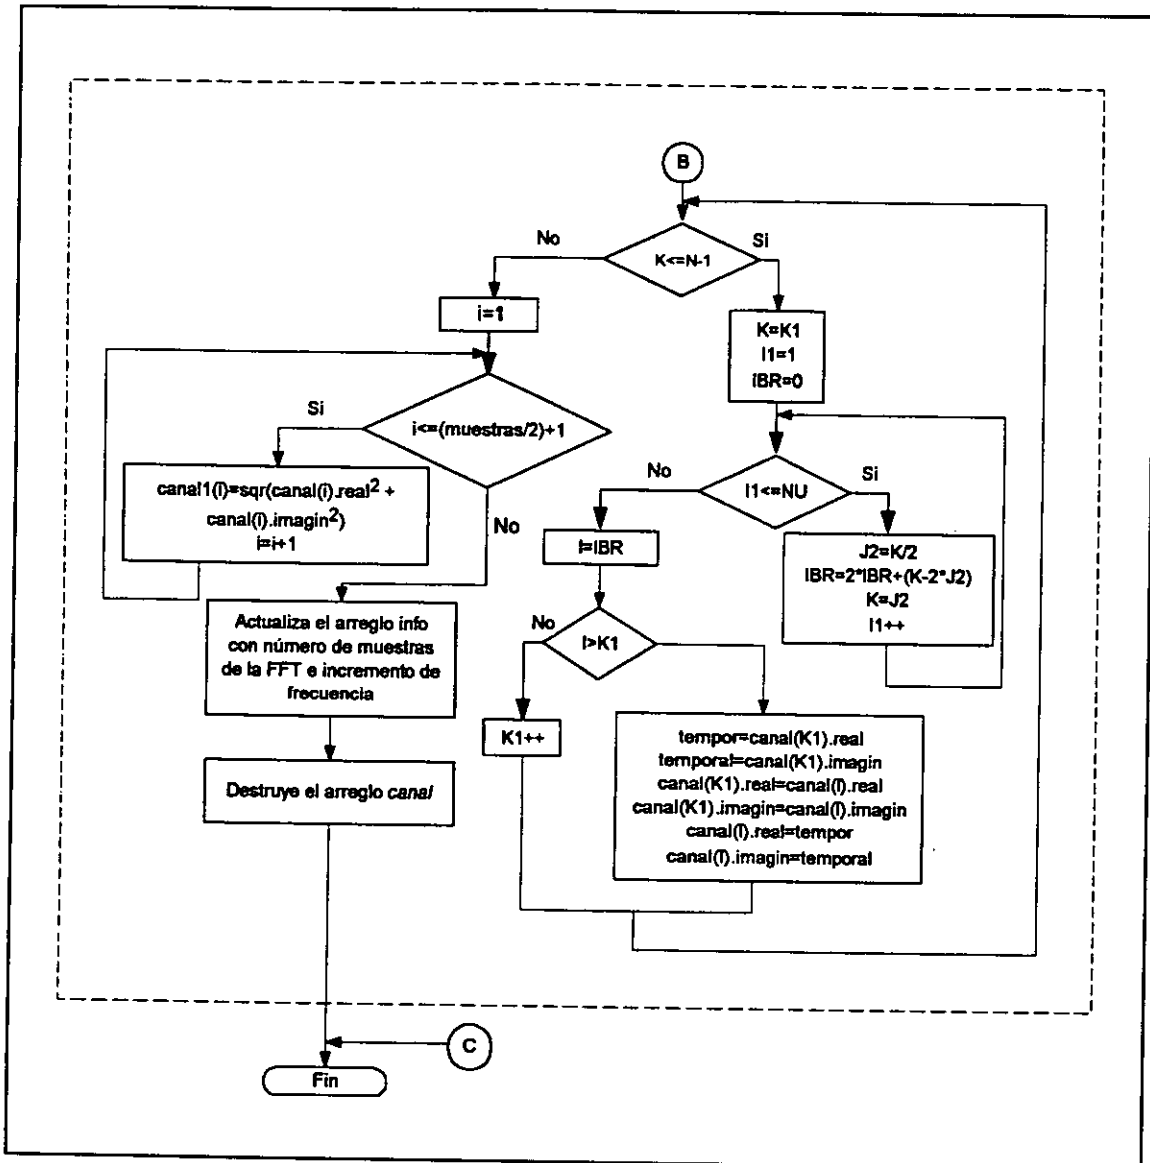 B
No
Si
K<=N-1
i=1
K=K1
I1=1
IBR=0
Si
i<=(muestras/2)+1
No
I1<=NU
Si
canal1(i)=sqr(canal(i).real² +
canal(i).imagin²)
i=i+1
No
I=IBR
J2=K/2
IBR=2*IBR+(K-2*J2)
K=J2
I1++
Actualiza el arreglo info
con número de muestras
de la FFT e incremento de
frecuencia
No
I>K1
K1++
tempor=canal(K1).real
temporal=canal(K1).imagin
canal(K1).real=canal(I).real
canal(K1).imagin=canal(I).imagin
canal(I).real=tempor
canal(I).imagin=temporal
Destruye el arreglo canal
C
Fin